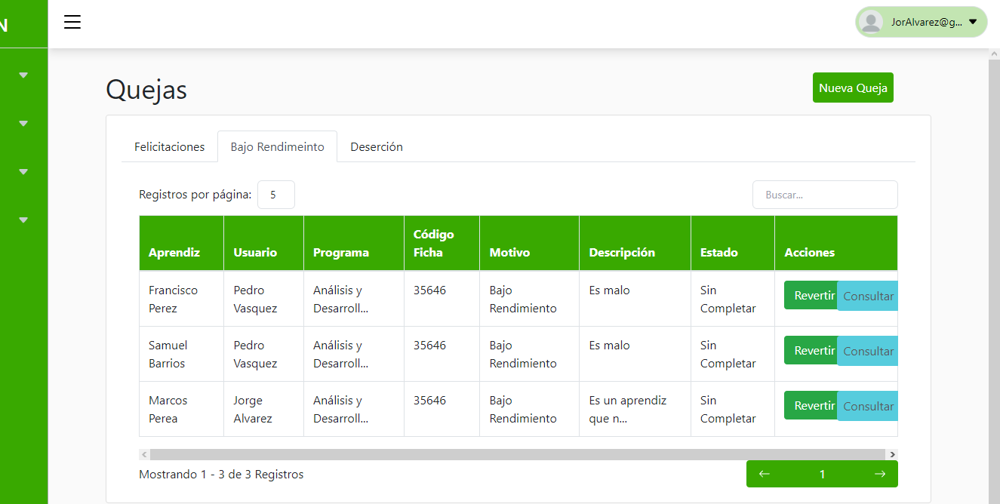 N
JorAlvarez@g...
Quejas
Nueva Queja
Felicitaciones Bajo Rendimeinto Deserción
Registros por página: 5 Buscar...
Aprendiz Usuario Programa Código Ficha Motivo Descripción Estado Acciones
Francisco Perez Pedro Vasquez Análisis y Desarroll... 35646 Bajo Rendimiento Es malo Sin Completar Revertir Consultar
Samuel Barrios Pedro Vasquez Análisis y Desarroll... 35646 Bajo Rendimiento Es malo Sin Completar Revertir Consultar
Marcos Perea Jorge Alvarez Análisis y Desarroll... 35646 Bajo Rendimiento Es un aprendiz que n... Sin Completar Revertir Consultar
Mostrando 1 - 3 de 3 Registros ← 1 →